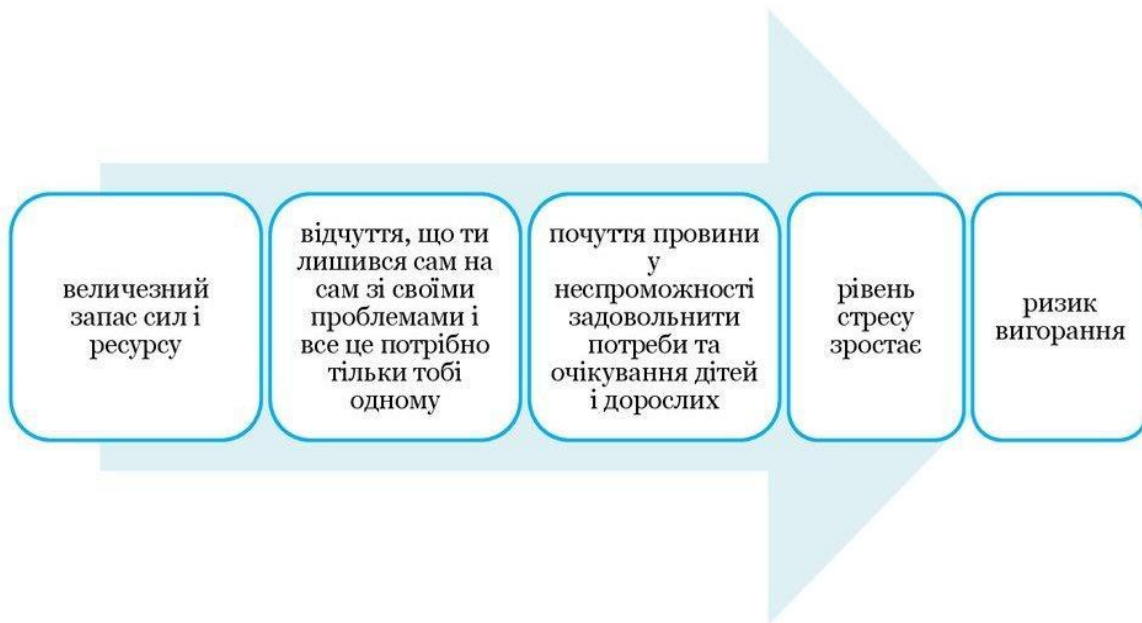 величезний
запас сил і
ресурсу
відчуття, що ти
лишився сам на
сам зі своїми
проблемами і
все це потрібно
тільки тобі
одному
почуття провини
у
неспроможності
задовольнити
потреби та
очікування дітей
і дорослих
рівень
стресу
зростає
ризик
вигорання